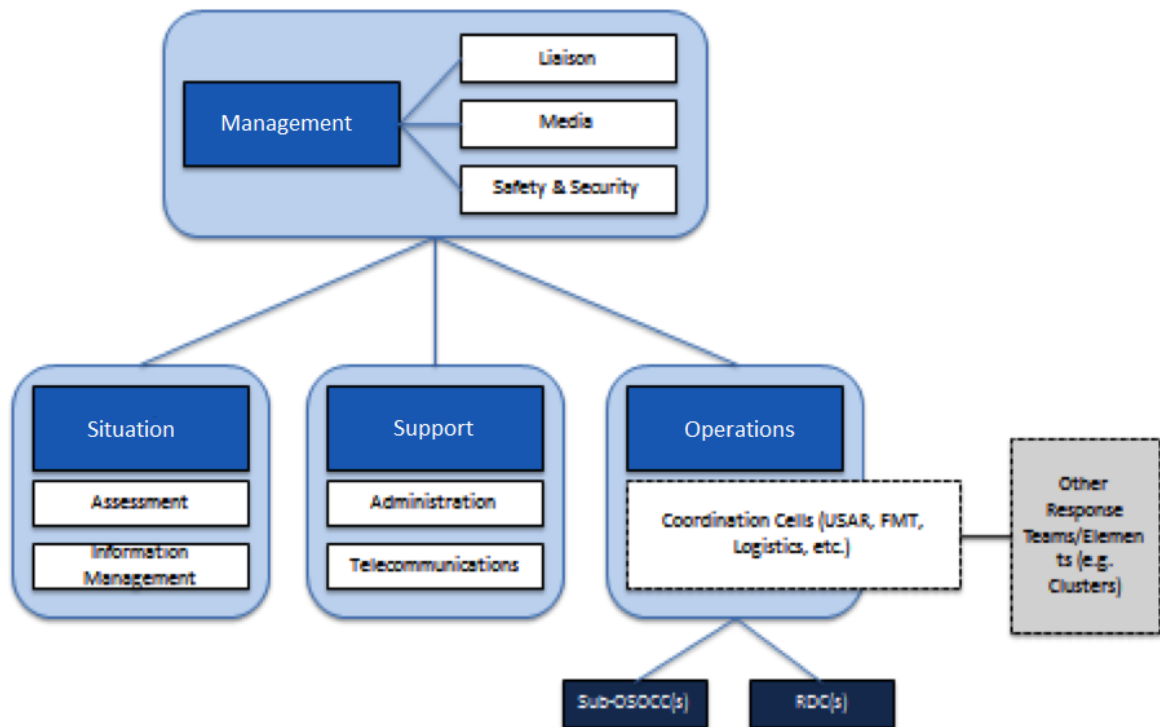 Liaison
Management
Media
Safety & Security
Situation
Support
Operations
Assessment
Administration
Coordination Cells (USAR, FMT,
Logistics, etc.)
Information
Management
Telecommunications
Other
Response
Teams/Elemen
ts (e.g.
Clusters)
Sub-OSOCC(s)
RDC(s)